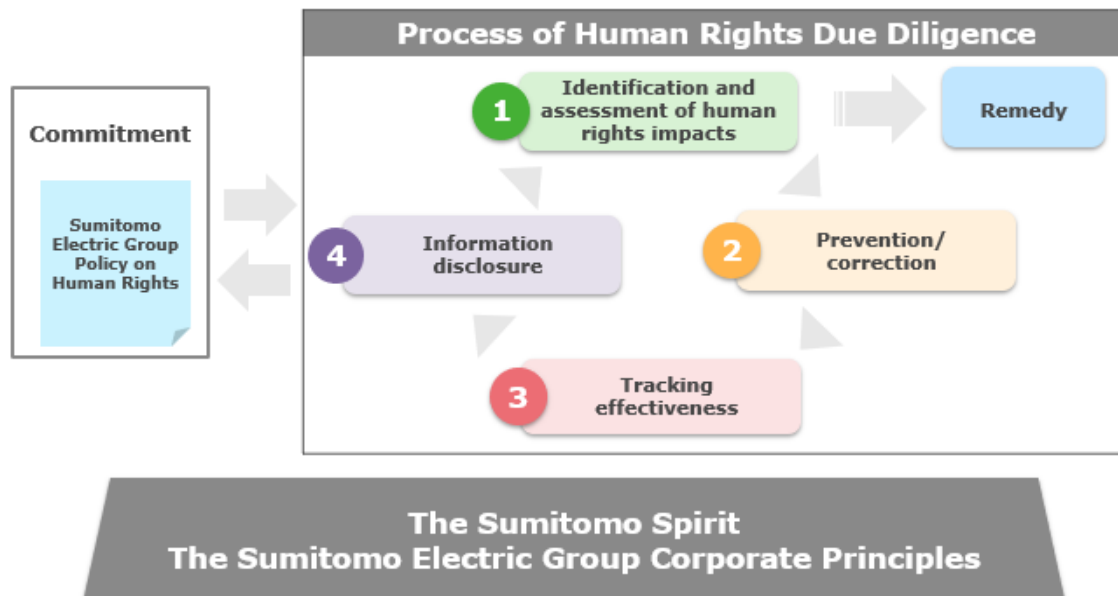 Process of Human Rights Due Diligence
Commitment
Sumitomo
Electric Group
Policy on
Human Rights
1
Identification and
assessment of human
rights impacts
Remedy
2
Prevention/
correction
3
Tracking
effectiveness
4
Information
disclosure
The Sumitomo Spirit
The Sumitomo Electric Group Corporate Principles